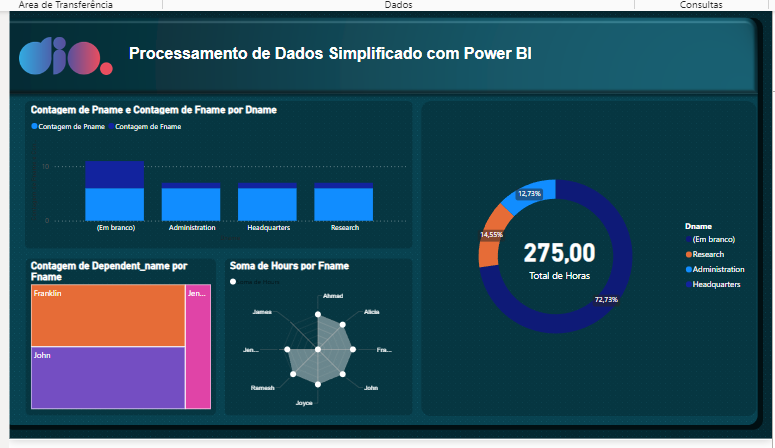 Área de Transferência
Dados
Consultas
dio.
Processamento de Dados Simplificado com Power BI
Contagem de Pname e Contagem de Fname por Dname
Contagem de Pname
Contagem de Fname
10
0
(Em branco)
Administration
Headquarters
Research
Contagem de Dependent_name por
Fname
Franklin
Jen...
John
Soma de Hours por Fname
Soma de Hours
Ahmad
Alicia
Fra...
John
Joyce
Ramesh
Jen...
James
12,73%
14,55%
72,73%
275,00
Total de Horas
Dname
(Em branco)
Research
Administration
Headquarters